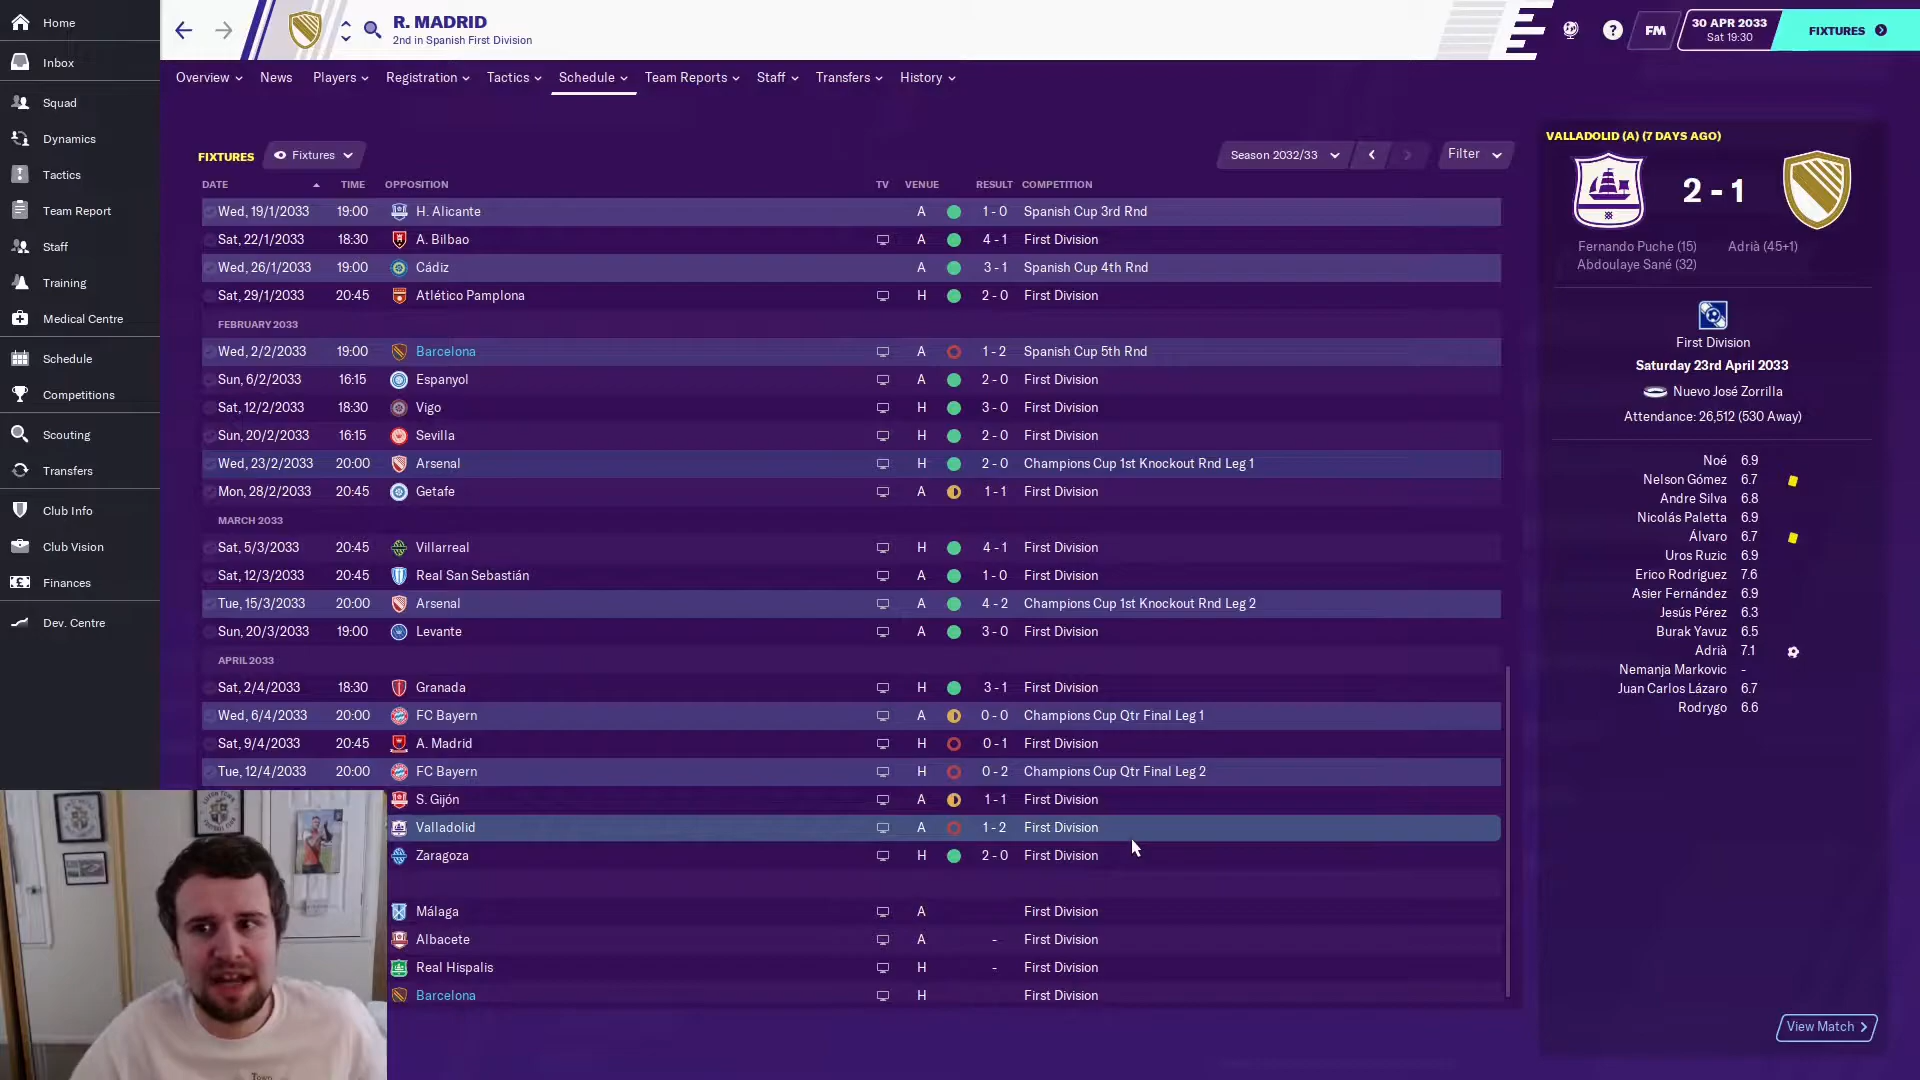 Home
Inbox
Squad
Dynamics
Tactics
Team Report
Staff
Training
Medical Centre
Schedule
Competitions
Scouting
Transfers
Club Info
Club Vision
Finances
Dev. Centre
R. MADRID
2nd in Spanish First Division
FM
30 APR 2033
Sat 19:30
FIXTURES
Overview News Players Registration Tactics Schedule Team Reports Staff Transfers History
FIXTURES Fixtures Season 2032/33 Filter
DATE TIME OPPOSITION TV VENUE RESULT COMPETITION
Wed, 19/1/2033 19:00 H. Alicante A 1 - 0 Spanish Cup 3rd Rnd
Sat, 22/1/2033 18:30 A. Bilbao A 4 - 1 First Division
Wed, 26/1/2033 19:00 Cádiz A 3 - 1 Spanish Cup 4th Rnd
Sat, 29/1/2033 20:45 Atlético Pamplona H 2 - 0 First Division
FEBRUARY 2033
Wed, 2/2/2033 19:00 Barcelona A 1 - 2 Spanish Cup 5th Rnd
Sun, 6/2/2033 16:15 Espanyol A 2 - 0 First Division
Sat, 12/2/2033 18:30 Vigo H 3 - 0 First Division
Sun, 20/2/2033 16:15 Sevilla H 2 - 0 First Division
Wed, 23/2/2033 20:00 Arsenal H 2 - 0 Champions Cup 1st Knockout Rnd Leg 1
Mon, 28/2/2033 20:45 Getafe A 1 - 1 First Division
MARCH 2033
Sat, 5/3/2033 20:45 Villarreal H 4 - 1 First Division
Sat, 12/3/2033 20:45 Real San Sebastián A 1 - 0 First Division
Tue, 15/3/2033 20:00 Arsenal A 4 - 2 Champions Cup 1st Knockout Rnd Leg 2
Sun, 20/3/2033 19:00 Levante A 3 - 0 First Division
APRIL 2033
Sat, 2/4/2033 18:30 Granada H 3 - 1 First Division
Wed, 6/4/2033 20:00 FC Bayern A 0 - 0 Champions Cup Qtr Final Leg 1
Sat, 9/4/2033 20:45 A. Madrid H 0 - 1 First Division
Tue, 12/4/2033 20:00 FC Bayern H 0 - 2 Champions Cup Qtr Final Leg 2
S. Gijón A 1 - 1 First Division
Valladolid A 1 - 2 First Division
Zaragoza H 2 - 0 First Division
Málaga A First Division
Albacete A - First Division
Real Hispalis H - First Division
Barcelona H First Division
VALLADOLID (A) (7 DAYS AGO)
2 - 1
Fernando Puche (15) Adrià (45+1)
Abdoulaye Sané (32)
First Division
Saturday 23rd April 2033
Nuevo José Zorrilla
Attendance: 26,512 (530 Away)
Noé 6.9
Nelson Gómez 6.7
Andre Silva 6.8
Nicolás Paletta 6.9
Álvaro 6.7
Uros Ruzic 6.9
Erico Rodríguez 7.6
Asier Fernández 6.9
Jesús Pérez 6.3
Burak Yavuz 6.5
Adrià 7.1
Nemanja Markovic -
Juan Carlos Lázaro 6.7
Rodrygo 6.6
View Match
Town